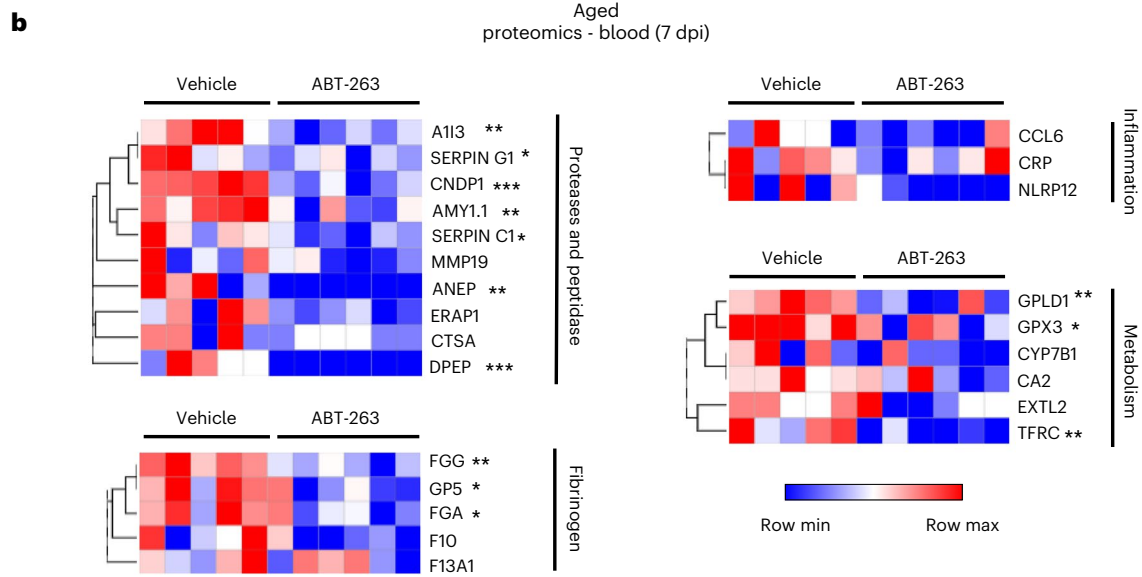 b
Aged
proteomics - blood (7 dpi)
Vehicle ABT-263
A1I3 **
SERPIN G1 *
CNDP1 ***
AMY1.1 **
SERPIN C1 *
MMP19
ANEP **
ERAP1
CTSA
DPEP ***
Proteases and peptidase
Vehicle ABT-263
FGG **
GP5 *
FGA *
F10
F13A1
Fibrinogen
Vehicle ABT-263
CCL6
CRP
NLRP12
Inflammation
Vehicle ABT-263
GPLD1 **
GPX3 *
CYP7B1
CA2
EXTL2
TFRC **
Metabolism
Row min Row max